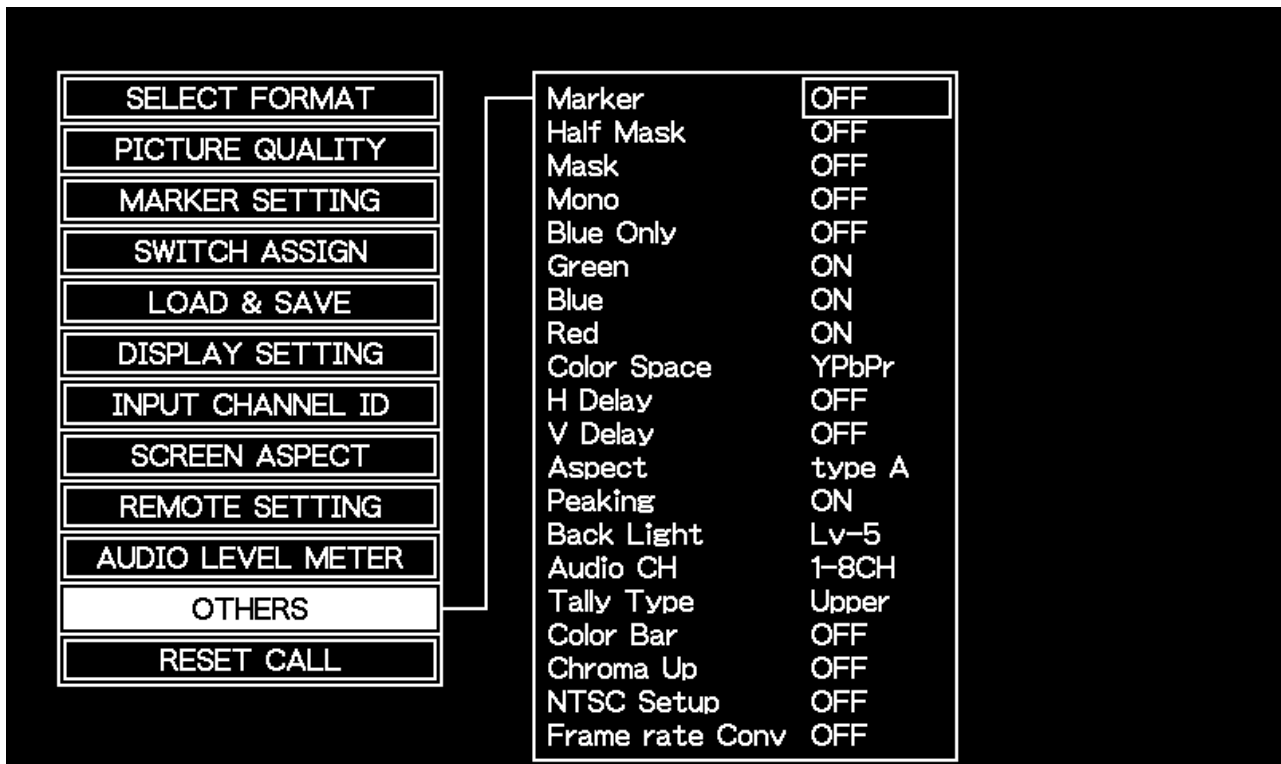 SELECT FORMAT
PICTURE QUALITY
MARKER SETTING
SWITCH ASSIGN
LOAD & SAVE
DISPLAY SETTING
INPUT CHANNEL ID
SCREEN ASPECT
REMOTE SETTING
AUDIO LEVEL METER
OTHERS
RESET CALL
Marker OFF
Half Mask OFF
Mask OFF
Mono OFF
Blue Only OFF
Green ON
Blue ON
Red ON
Color Space YPbPr
H Delay OFF
V Delay OFF
Aspect type A
Peaking ON
Back Light Lv-5
Audio CH 1-8CH
Tally Type Upper
Color Bar OFF
Chroma Up OFF
NTSC Setup OFF
Frame rate Conv OFF